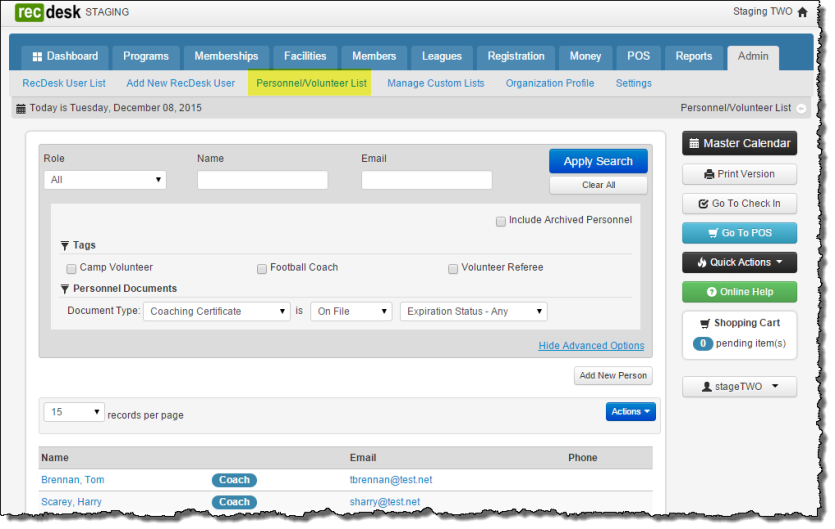 recdesk STAGING
Staging TWO
Dashboard Programs Memberships Facilities Members Leagues Registration Money POS Reports Admin
RecDesk User List Add New RecDesk User Personnel/Volunteer List Manage Custom Lists Organization Profile Settings
Today is Tuesday, December 08, 2015
Personnel/Volunteer List
Role Name Email
All
Apply Search
Clear All
Include Archived Personnel
Tags
Camp Volunteer Football Coach Volunteer Referee
Personnel Documents
Document Type: Coaching Certificate is On File Expiration Status - Any
Hide Advanced Options
Add New Person
15 records per page
Actions
Name Email Phone
Brennan, Tom Coach tbrennan@test.net
Scarey, Harry Coach sharry@test.net
Master Calendar
Print Version
Go To Check In
Go To POS
Quick Actions
Online Help
Shopping Cart
0 pending item(s)
stageTWO